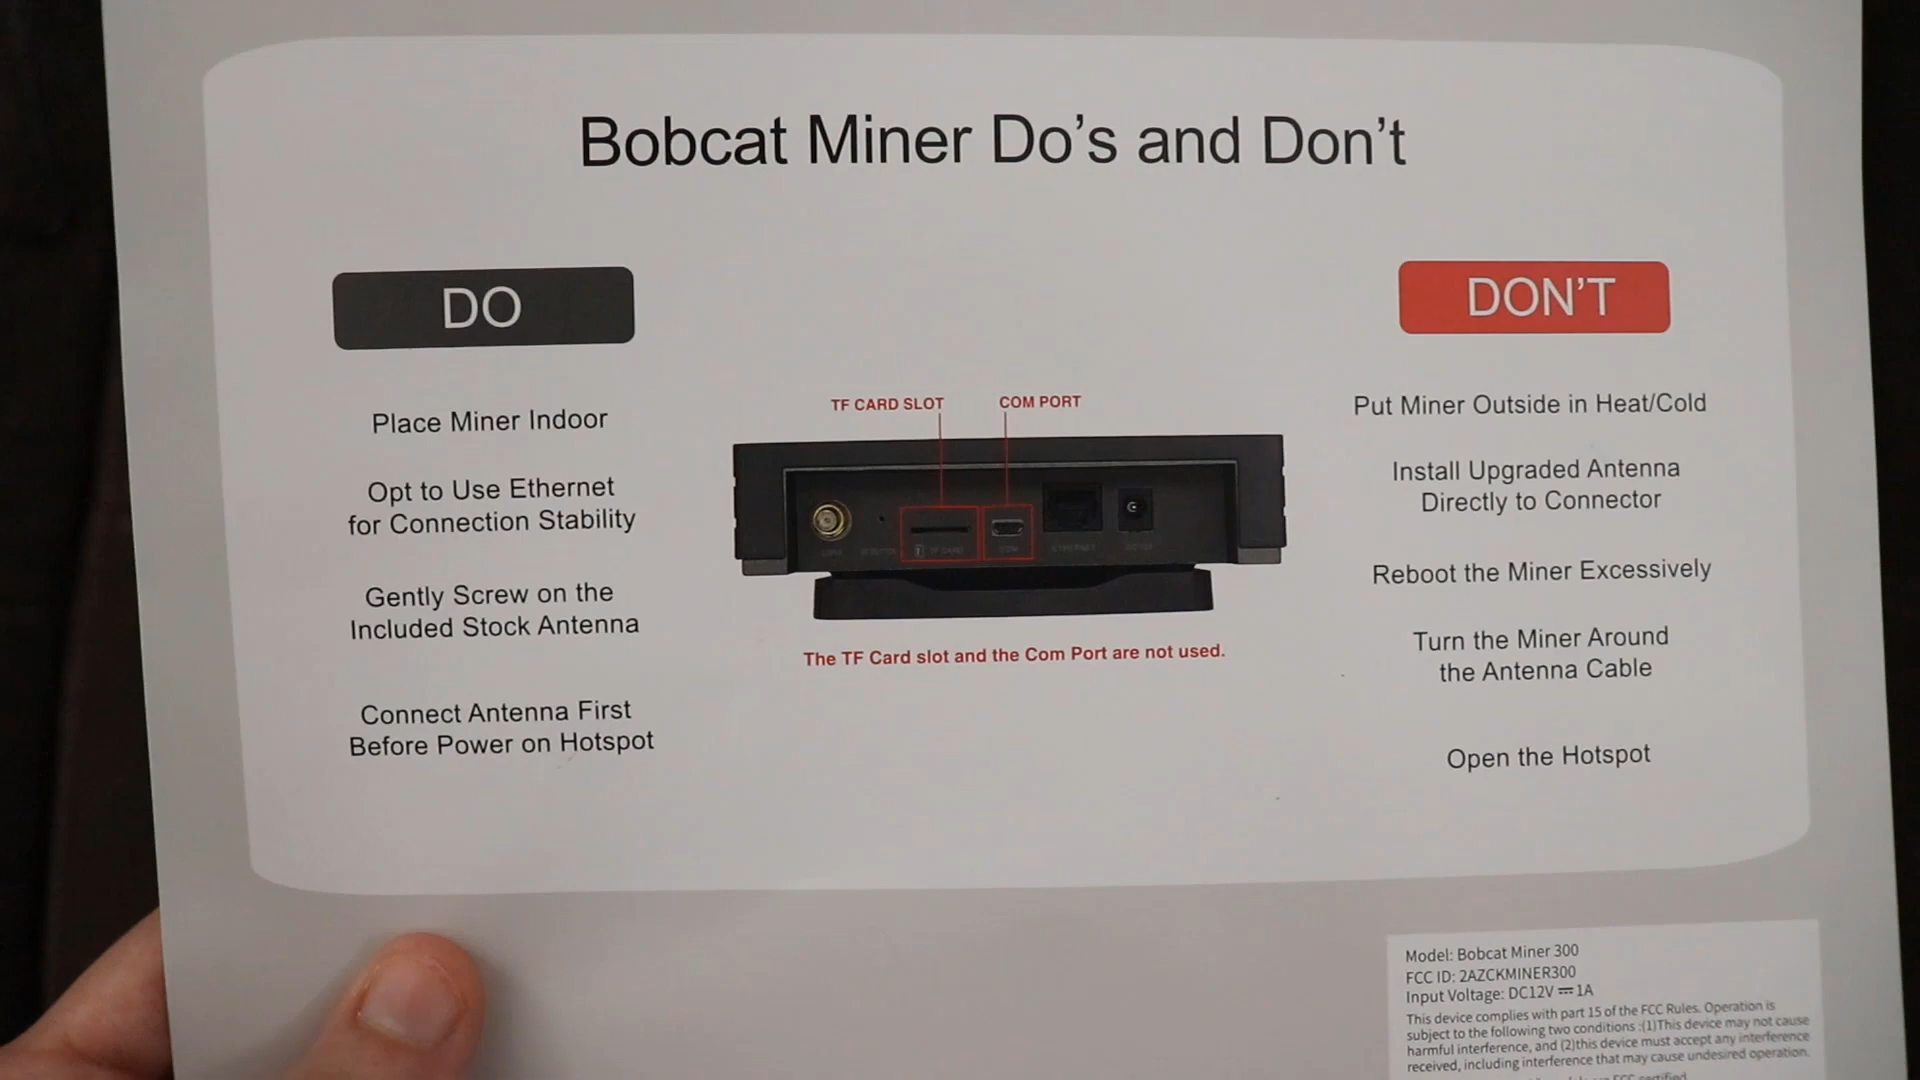 Bobcat Miner Do's and Don't
DO
Place Miner Indoor
Opt to Use Ethernet
for Connection Stability
Gently Screw on the
Included Stock Antenna
Connect Antenna First
Before Power on Hotspot
TF CARD SLOT
COM PORT
TF CARD
COM
ETHERNET
The TF Card slot and the Com Port are not used.
DON'T
Put Miner Outside in Heat/Cold
Install Upgraded Antenna
Directly to Connector
Reboot the Miner Excessively
Turn the Miner Around
the Antenna Cable
Open the Hotspot
Model: Bobcat Miner 300
FCC ID: 2AZCKMINER300
Input Voltage: DC12V ⎓ 1A
This device complies with part 15 of the FCC Rules. Operation is
subject to the following two conditions :(1)This device may not cause
harmful interference, and (2)this device must accept any interference
received, including interference that may cause undesired operation.